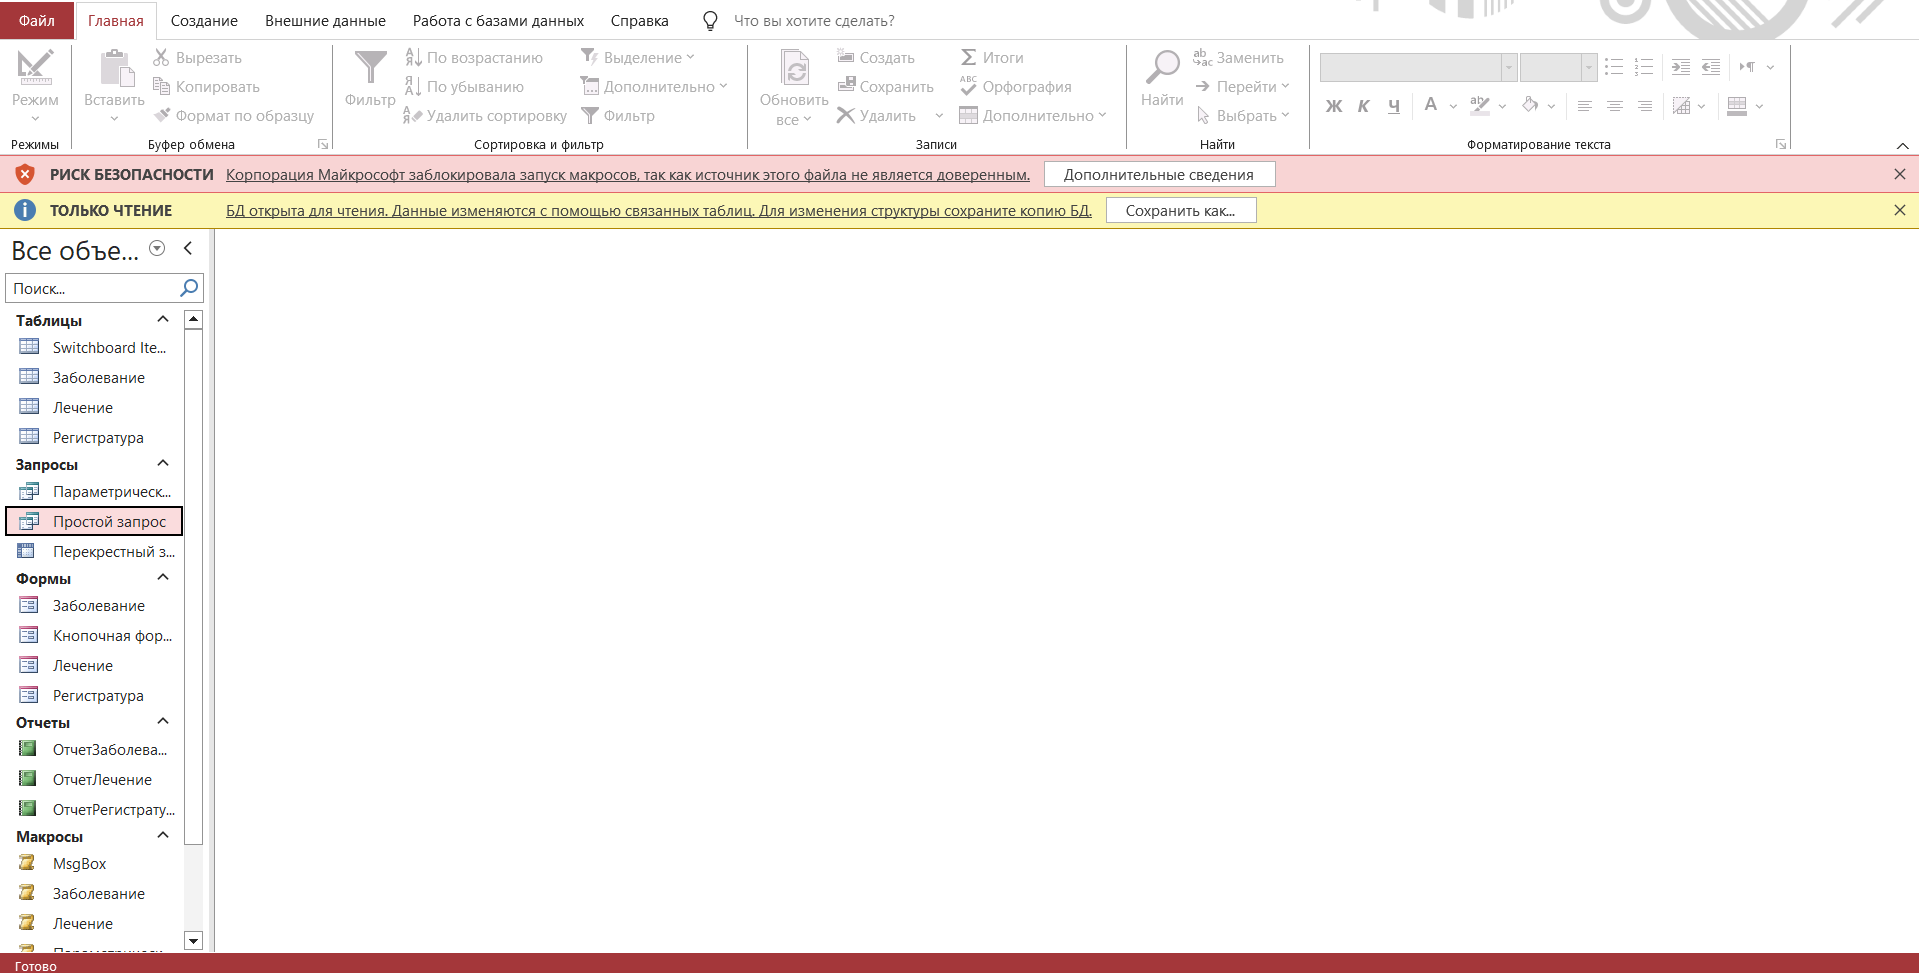 Файл Главная Создание Внешние данные Работа с базами данных Справка Что вы хотите сделать?
Режим
Режимы
Вставить
Вырезать
Копировать
Формат по образцу
Буфер обмена
Фильтр
По возрастанию
По убыванию
Удалить сортировку
Выделение
Дополнительно
Фильтр
Сортировка и фильтр
Обновить
все
Создать
Сохранить
Удалить
Итоги
Орфография
Дополнительно
Записи
Найти
Заменить
Перейти
Выбрать
Найти
Ж К Ч А
Форматирование текста
РИСК БЕЗОПАСНОСТИ Корпорация Майкрософт заблокировала запуск макросов, так как источник этого файла не является доверенным. Дополнительные сведения
ТОЛЬКО ЧТЕНИЕ БД открыта для чтения. Данные изменяются с помощью связанных таблиц. Для изменения структуры сохраните копию БД. Сохранить как...
Все объе...
Поиск...
Таблицы
Switchboard Ite...
Заболевание
Лечение
Регистратура
Запросы
Параметрическ...
Простой запрос
Перекрестный з...
Формы
Заболевание
Кнопочная фор...
Лечение
Регистратура
Отчеты
ОтчетЗаболева...
ОтчетЛечение
ОтчетРегистрату...
Макросы
MsgBox
Заболевание
Лечение
Готово